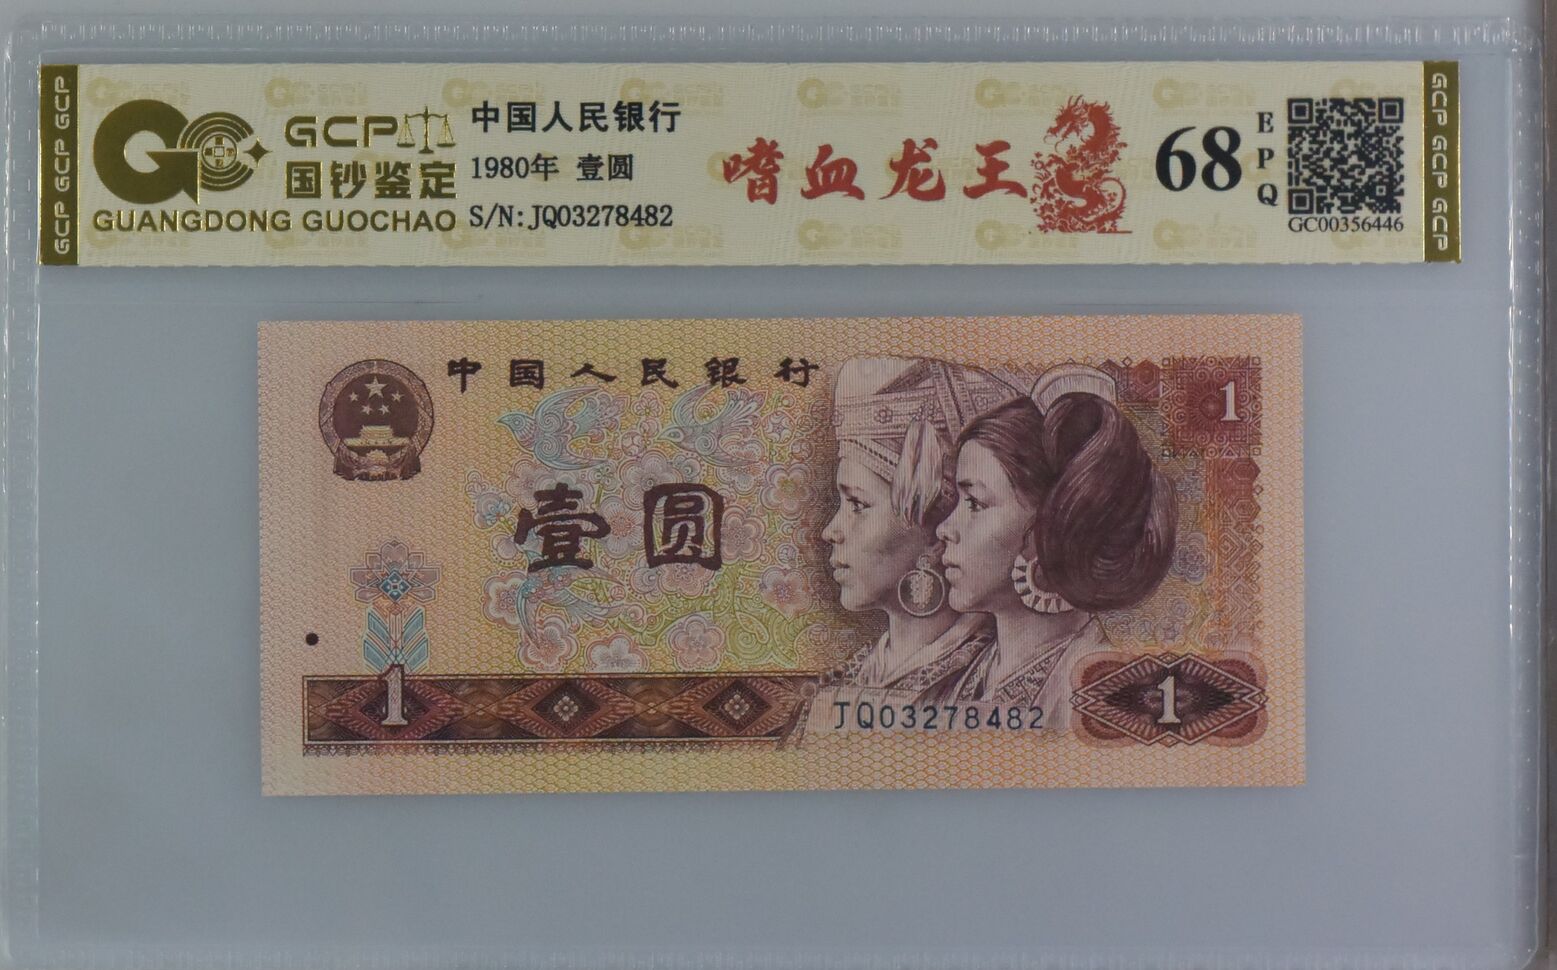 GCP GCP GCP
GCP
国钞鉴定
GUANGDONG GUOCHAO
中国人民银行
1980年 壹圆
S/N:JQ03278482
嗜血龙王
68
EPQ
GC00356446
GCP GCP GCP
中国人民银行
1
壹圆
1
JQ03278482
1